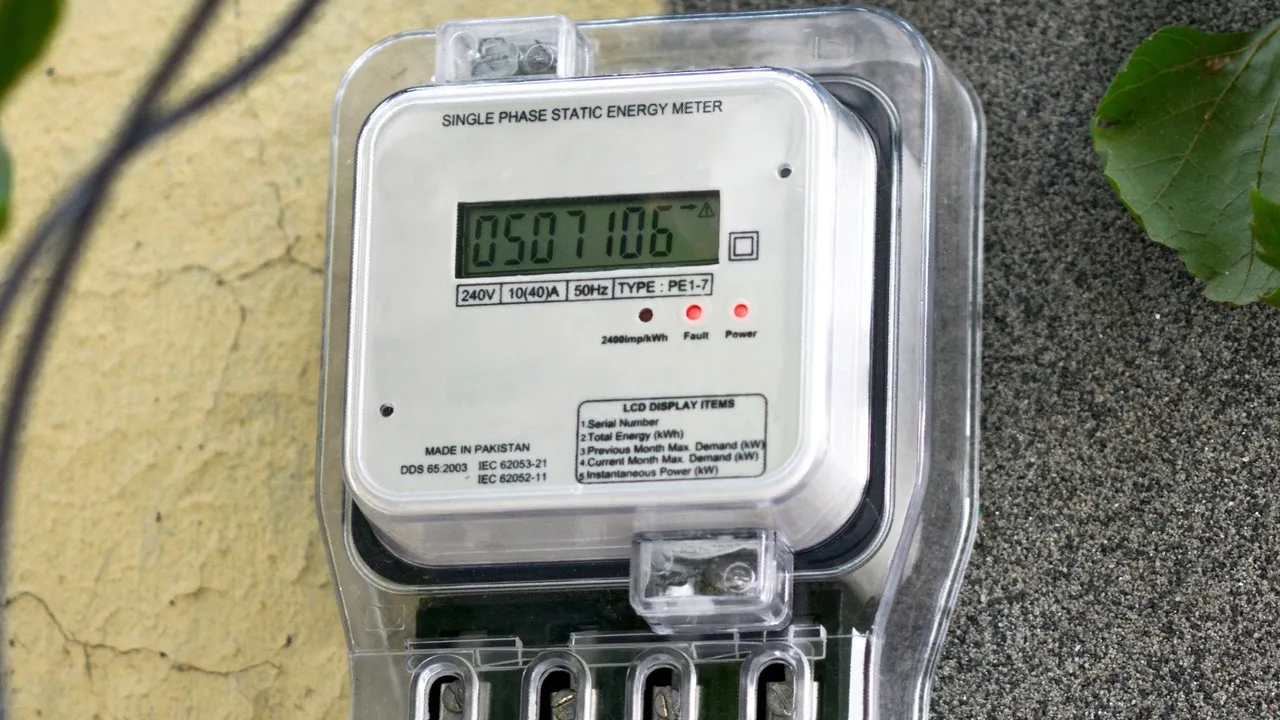 SINGLE PHASE STATIC ENERGY METER
0507106
240V 10(40)A 50Hz TYPE : PE1-7
2400imp/kWh Fault Power
LCD DISPLAY ITEMS
1.Serial Number
2.Total Energy (kWh)
3.Previous Month Max. Demand (kW)
4.Current Month Max. Demand (kW)
5.Instantaneous Power (kW)
MADE IN PAKISTAN
DDS 65:2003 IEC 62053-21
IEC 62052-11